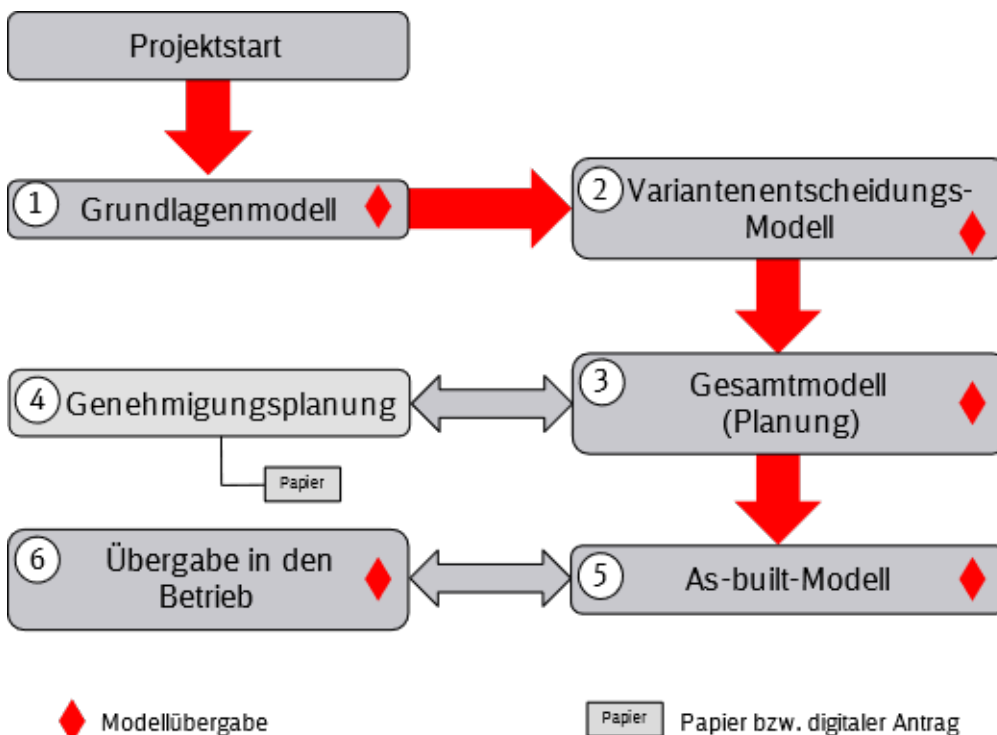 Projektstart
1 Grundlagenmodell
2 Variantenentscheidungs-
Modell
3 Gesamtmodell
(Planung)
4 Genehmigungsplanung
Papier
5 As-built-Modell
6 Übergabe in den
Betrieb
Modellübergabe
Papier Papier bzw. digitaler Antrag